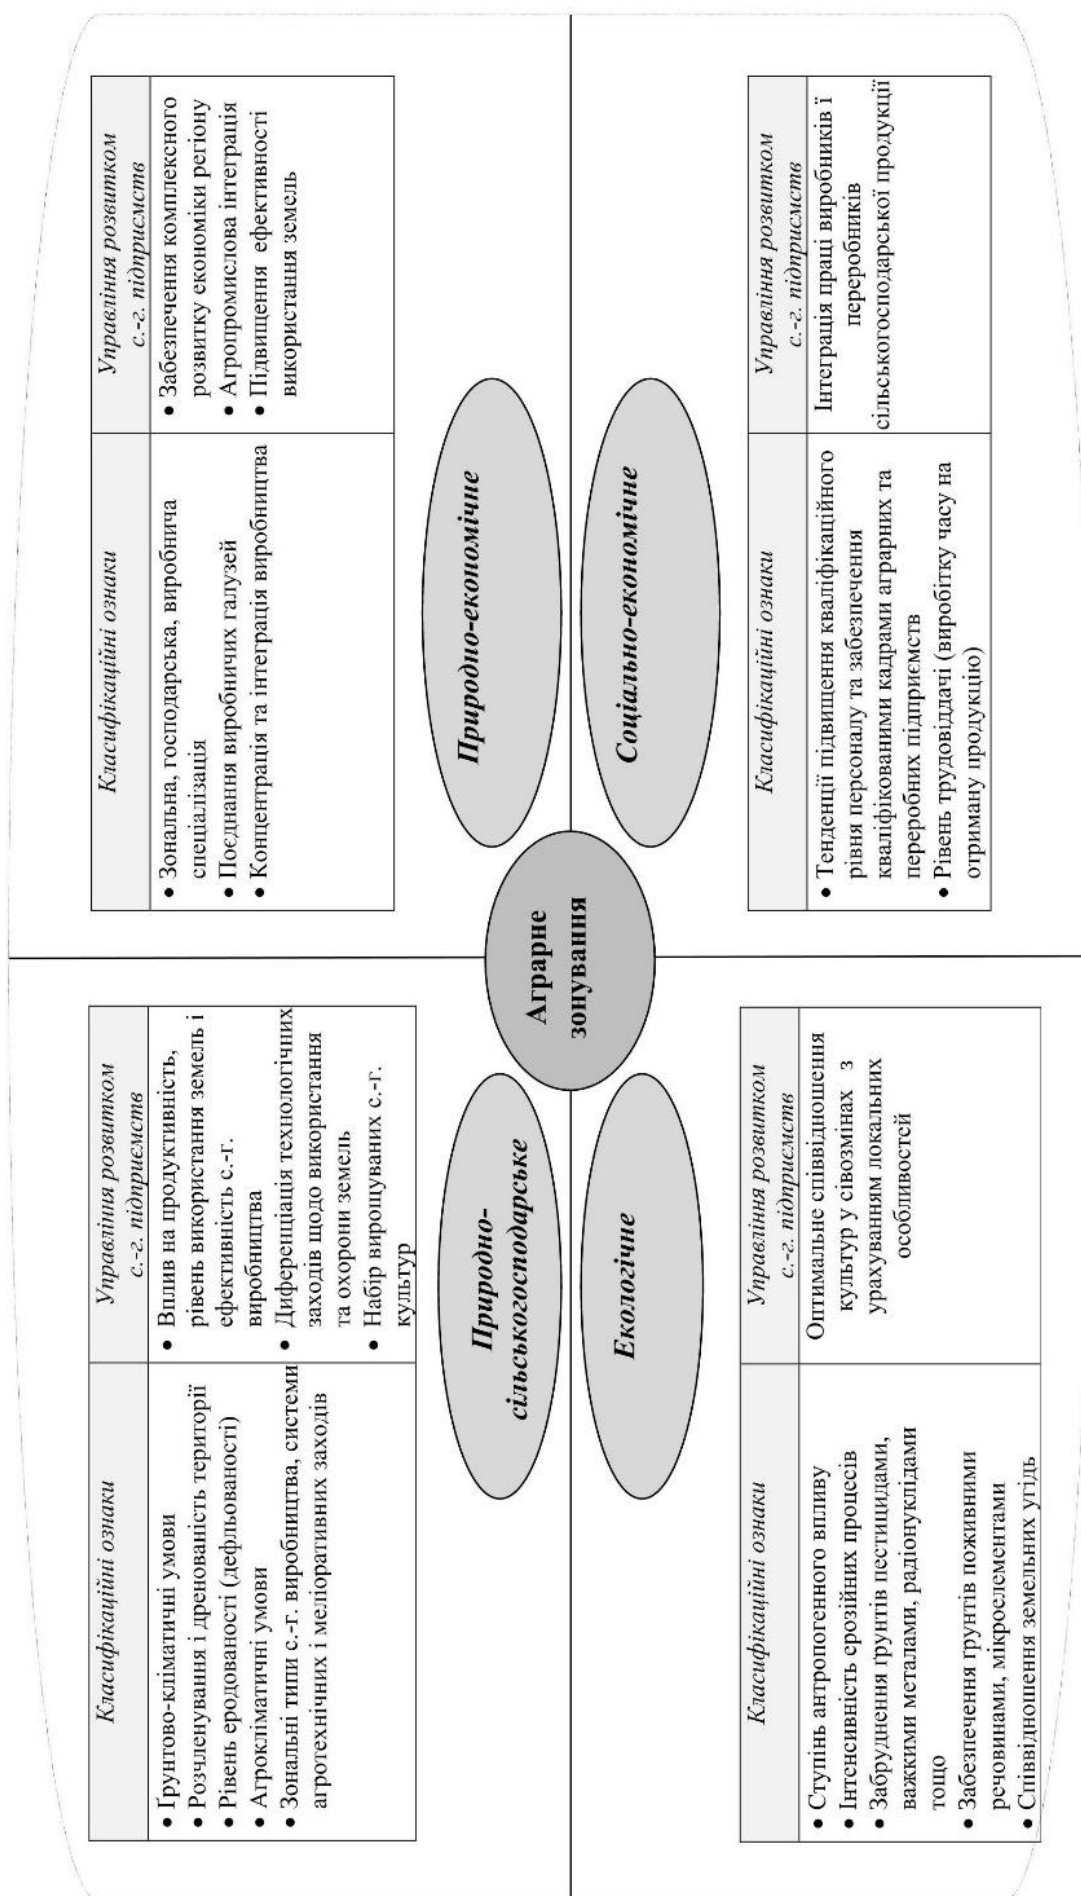 Класифікаційні ознаки
Управління розвитком
с.-г. підприємств
• Ґрунтово-кліматичні умови
• Розчленування і дренованість території
• Рівень еродованості (дефльованості)
• Агрокліматичні умови
• Зональні типи с.-г. виробництва, системи
агротехнічних і меліоративних заходів
• Вплив на продуктивність,
рівень використання земель і
ефективність с.-г.
виробництва
• Диференціація технологічних
заходів щодо використання
та охорони земель
• Набір вирощуваних с.-г.
культур
Класифікаційні ознаки
Управління розвитком
с.-г. підприємств
• Зональна, господарська, виробнича
спеціалізація
• Поєднання виробничих галузей
• Концентрація та інтеграція виробництва
• Забезпечення комплексного
розвитку економіки регіону
• Агропромислова інтеграція
• Підвищення ефективності
використання земель
Природно-
сільськогосподарське
Природно-економічне
Аграрне
зонування
Екологічне
Соціально-економічне
Класифікаційні ознаки
Управління розвитком
с.-г. підприємств
• Ступінь антропогенного впливу
• Інтенсивність ерозійних процесів
• Забруднення ґрунтів пестицидами,
важкими металами, радіонуклідами
тощо
• Забезпечення ґрунтів поживними
речовинами, мікроелементами
• Співвідношення земельних угідь
Оптимальне співвідношення
культур у сівозмінах з
урахуванням локальних
особливостей
Класифікаційні ознаки
Управління розвитком
с.-г. підприємств
• Тенденції підвищення кваліфікаційного
рівня персоналу та забезпечення
кваліфікованими кадрами аграрних та
переробних підприємств
• Рівень трудовіддачі (виробітку часу на
отриману продукцію)
Інтеграція праці виробників ї
переробників
сільськогосподарської продукції